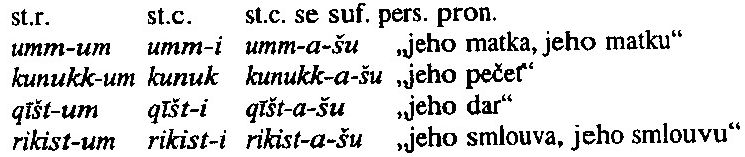 st.r. st.c. st.c. se suf. pers. pron.
umm-um umm-i umm-a-šu „jeho matka, jeho matku“
kunukk-um kunuk kunukk-a-šu „jeho pečeť“
qīšt-um qīšt-i qīšt-a-šu „jeho dar“
rikist-um rikist-i rikist-a-šu „jeho smlouva, jeho smlouvu“